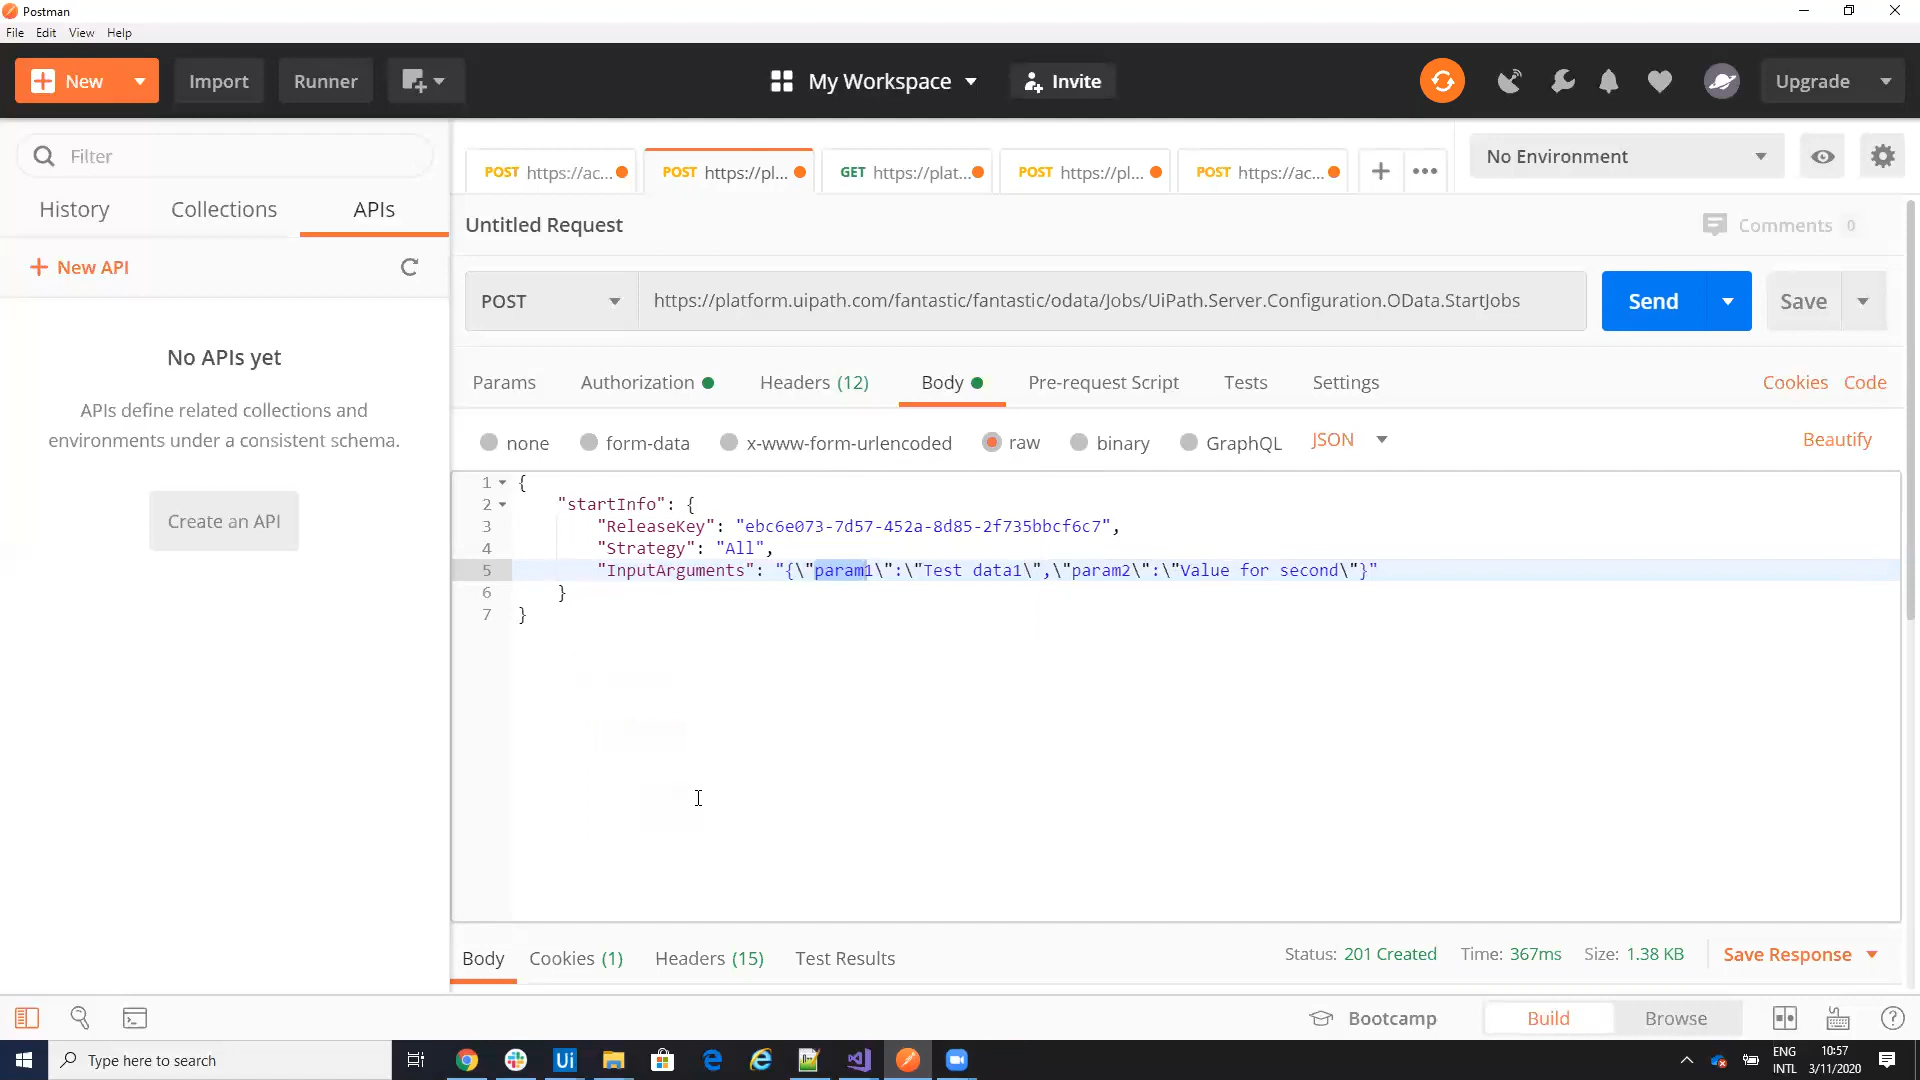 Postman
File Edit View Help
New Import Runner My Workspace Invite Upgrade
Filter
POST https://ac... POST https://pl... GET https://plat... POST https://pl... POST https://ac... No Environment
History Collections APIs
Untitled Request Comments 0
New API
POST https://platform.uipath.com/fantastic/fantastic/odata/Jobs/UiPath.Server.Configuration.OData.StartJobs Send Save
No APIs yet
APIs define related collections and
environments under a consistent schema.
Create an API
Params Authorization Headers (12) Body Pre-request Script Tests Settings Cookies Code
none form-data x-www-form-urlencoded raw binary GraphQL JSON Beautify
1 {
2 "startInfo": {
3 "ReleaseKey": "ebc6e073-7d57-452a-8d85-2f735bbcf6c7",
4 "Strategy": "All",
5 "InputArguments": "{\"param1\":\"Test data1\",\"param2\":\"Value for second\"}"
6 }
7 }
Body Cookies (1) Headers (15) Test Results Status: 201 Created Time: 367ms Size: 1.38 KB Save Response
Bootcamp Build Browse
Type here to search Ui ENG INTL 10:57 3/11/2020